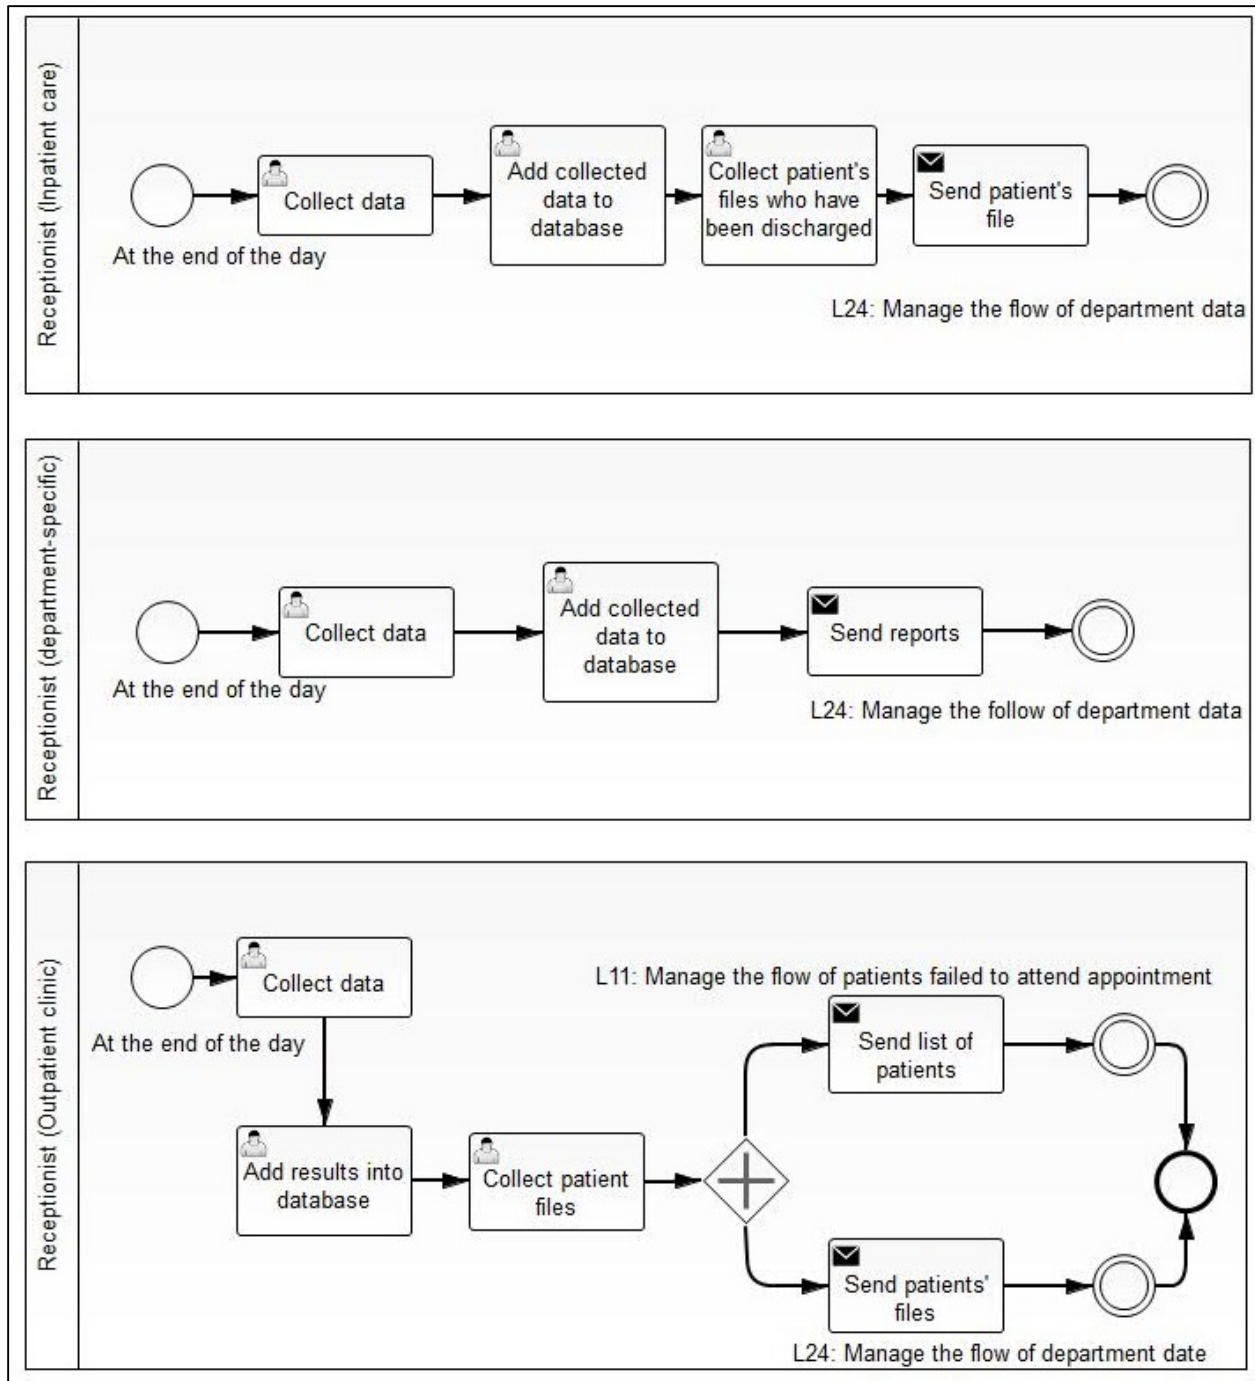 Receptionist (Inpatient care)
Collect data
Add collected
data to
database
Collect patient's
files who have
been discharged
Send patient's
file
At the end of the day
L24: Manage the flow of department data
Receptionist (department-specific)
Collect data
Add collected
data to
database
Send reports
At the end of the day
L24: Manage the follow of department data
Receptionist (Outpatient clinic)
Collect data
At the end of the day
L11: Manage the flow of patients failed to attend appointment
Send list of
patients
Add results into
database
Collect patient
files
Send patients'
files
L24: Manage the flow of department date